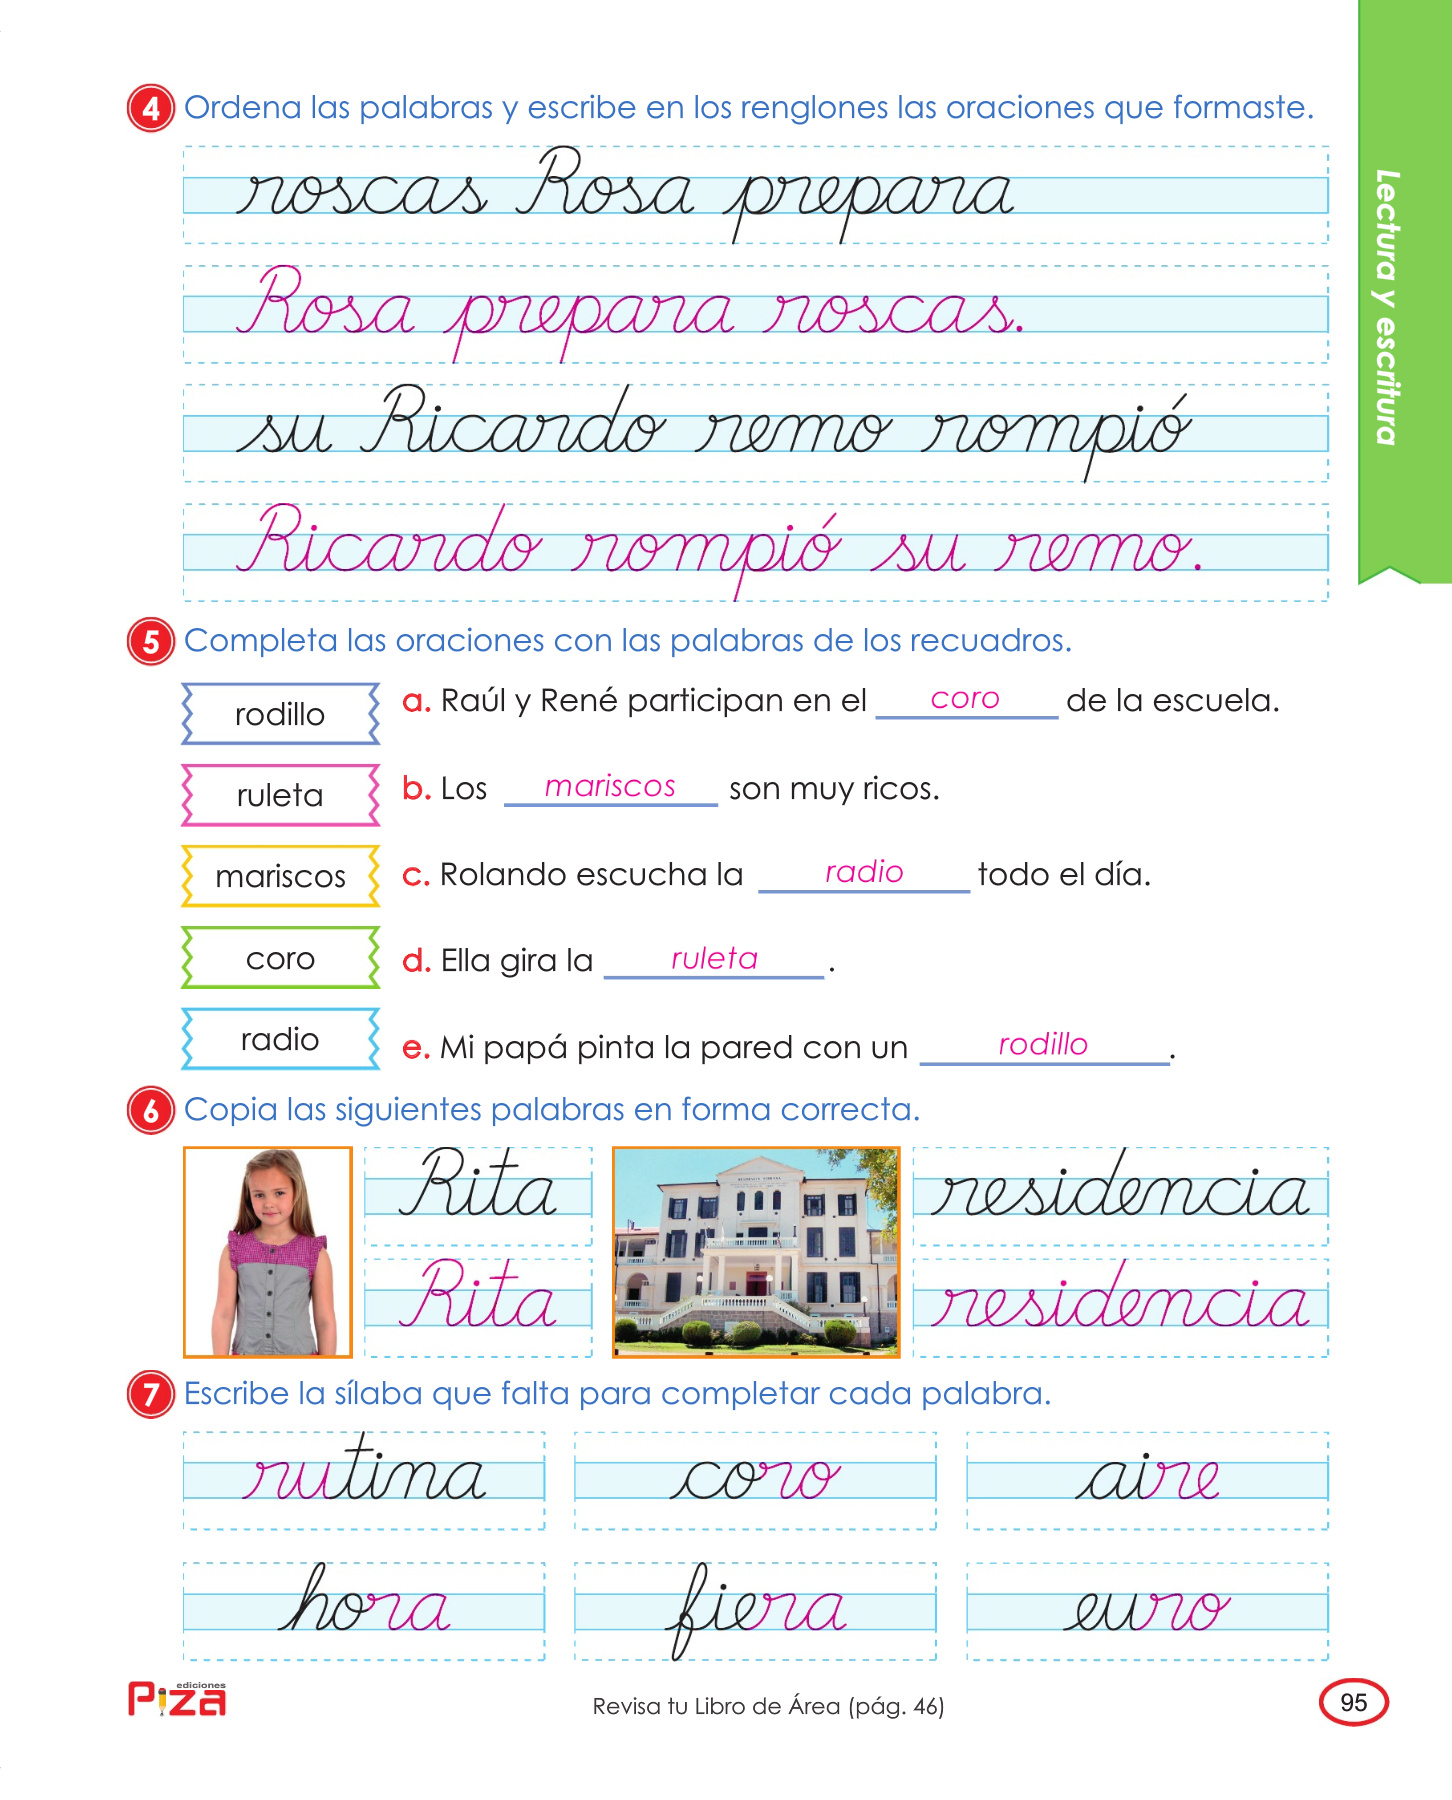 4 Ordena las palabras y escribe en los renglones las oraciones que formaste.
roscas Rosa prepara
Rosa prepara roscas.
su Ricardo remo rompió
Ricardo rompió su remo.
Lectura y escritura
5 Completa las oraciones con las palabras de los recuadros.
rodillo
ruleta
mariscos
coro
radio
a. Raúl y René participan en el coro de la escuela.
b. Los mariscos son muy ricos.
c. Rolando escucha la radio todo el día.
d. Ella gira la ruleta.
e. Mi papá pinta la pared con un rodillo.
6 Copia las siguientes palabras en forma correcta.
Rita
residencia
Rita
residencia
7 Escribe la sílaba que falta para completar cada palabra.
rutina coro aire
hora fiera euro
ediciones
Piza
Revisa tu Libro de Área (pág. 46)
95